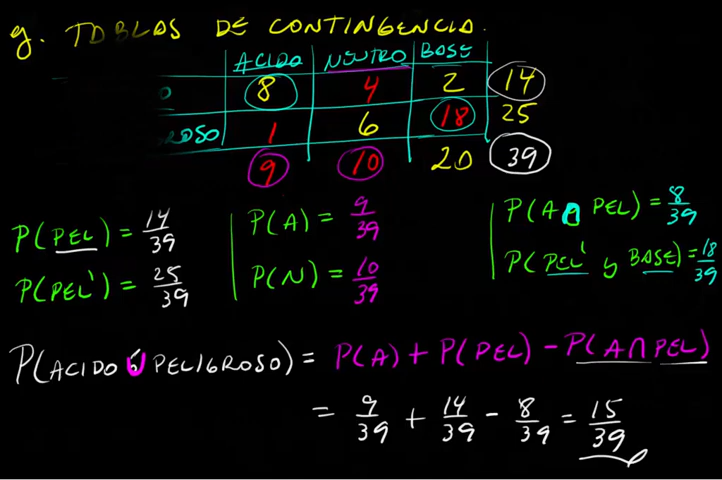 g. TABLAS DE CONTINGENCIA.
ACIDO NEUTRO BASE
O 8 4 2 14
ROSO 1 6 18 25
9 10 20 39
P(PEL) = 14/39
P(PEL') = 25/39
P(A) = 9/39
P(N) = 10/39
P(A ∩ PEL) = 8/39
P(PEL' y BASE) = 18/39
P(ACIDO U PELIGROSO) = P(A) + P(PEL) - P(A∩PEL)
= 9/39 + 14/39 - 8/39 = 15/39